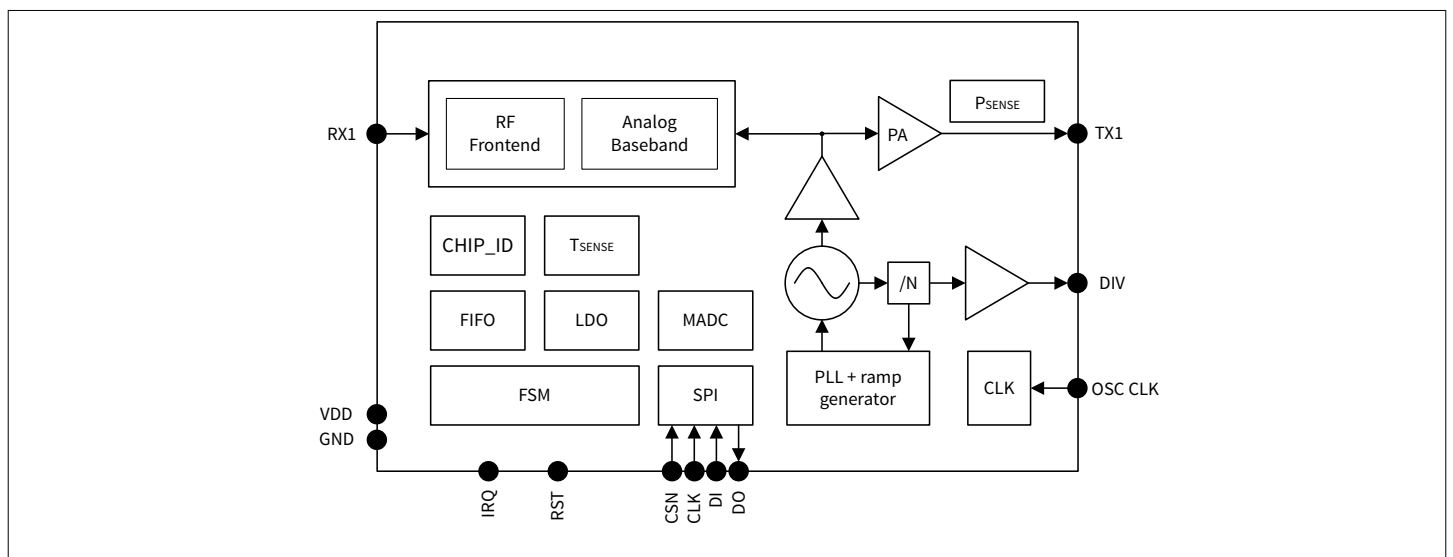 PSENSE
RX1
RF
Frontend
Analog
Baseband
PA
TX1
CHIP_ID
TSENSE
/N
DIV
FIFO
LDO
MADC
FSM
SPI
PLL + ramp
generator
CLK
OSC CLK
VDD
GND
IRQ
RST
CSN
CLK
DI
DO